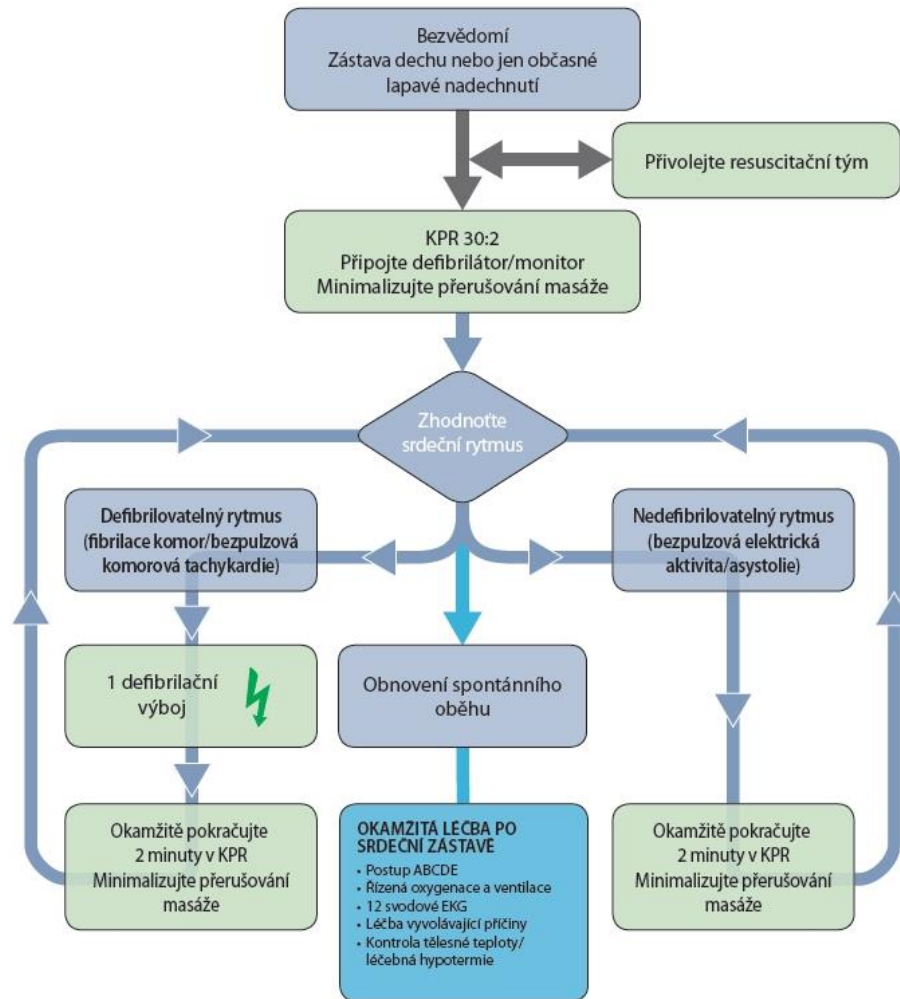 Bezvědomí
Zástava dechu nebo jen občasné
lapavé nadechnutí
Přivolejte resuscitační tým
KPR 30:2
Připojte defibrilátor/monitor
Minimalizujte přerušování masáže
Zhodnoťte
srdeční rytmus
Defibrilovatelný rytmus
(fibrilace komor/bezpulzová
komorová tachykardie)
Nedefibrilovatelný rytmus
(bezpulzová elektrická
aktivita/asystolie)
1 defibrilační
výboj
Obnovení spontánního
oběhu
Okamžitě pokračujte
2 minuty v KPR
Minimalizujte přerušování
masáže
OKAMŽITÁ LÉČBA PO
SRDEČNÍ ZÁSTAVĚ
• Postup ABCDE
• Řízená oxygenace a ventilace
• 12 svodové EKG
• Léčba vyvolávající příčiny
• Kontrola tělesné teploty/
léčebná hypotermie
Okamžitě pokračujte
2 minuty v KPR
Minimalizujte přerušování
masáže